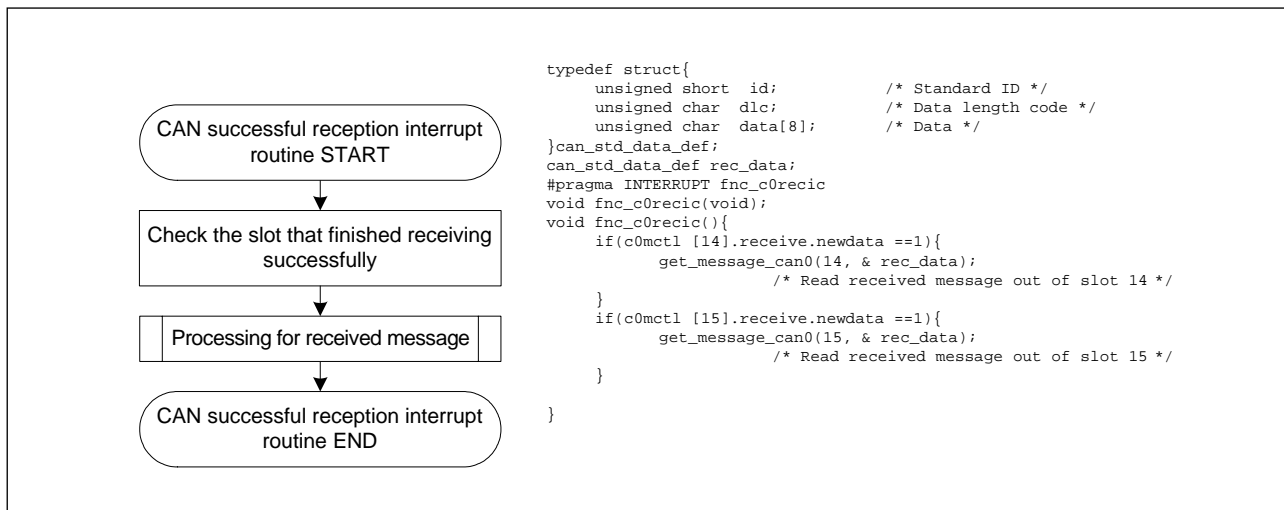 CAN successful reception interrupt
routine START
Check the slot that finished receiving
successfully
Processing for received message
CAN successful reception interrupt
routine END
typedef struct{
     unsigned short  id;          /* Standard ID */
     unsigned char  dlc;          /* Data length code */
     unsigned char  data[8];      /* Data */
}can_std_data_def;
can_std_data_def rec_data;
#pragma INTERRUPT fnc_c0recic
void fnc_c0recic(void);
void fnc_c0recic(){
     if(c0mctl [14].receive.newdata ==1){
          get_message_can0(14, & rec_data);
                    /* Read received message out of slot 14 */
     }
     if(c0mctl [15].receive.newdata ==1){
          get_message_can0(15, & rec_data);
                    /* Read received message out of slot 15 */
     }
}